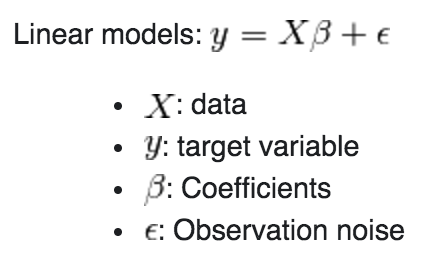 Linear models: y = Xβ + ϵ
• X: data
• y: target variable
• β: Coefficients
• ϵ: Observation noise